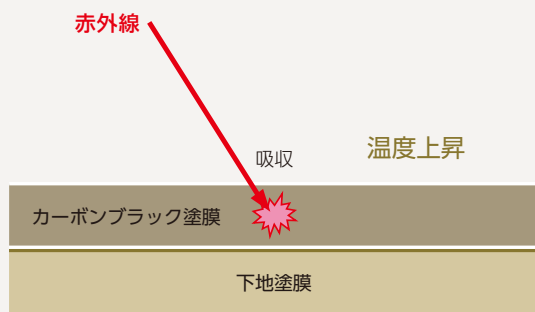 赤外線
吸収
温度上昇
カーボンブラック塗膜
下地塗膜